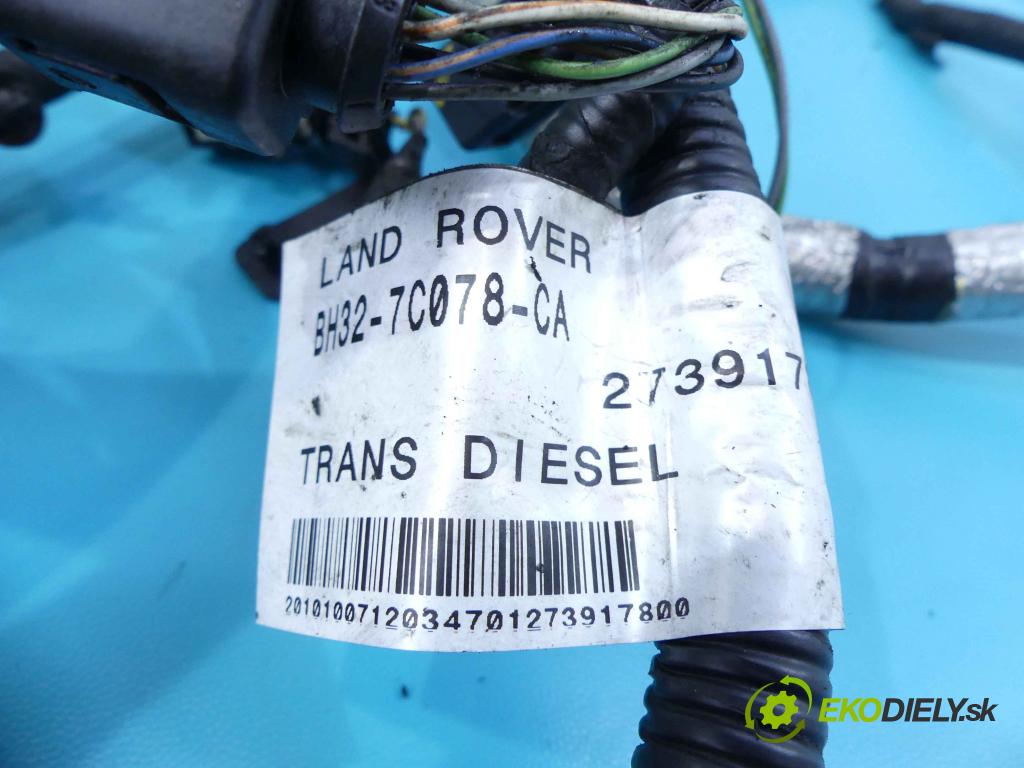 LAND ROVER
BH32-7C078-CA
273917
TRANS DIESEL
2010100712034701273917800
EKODIELY.sk